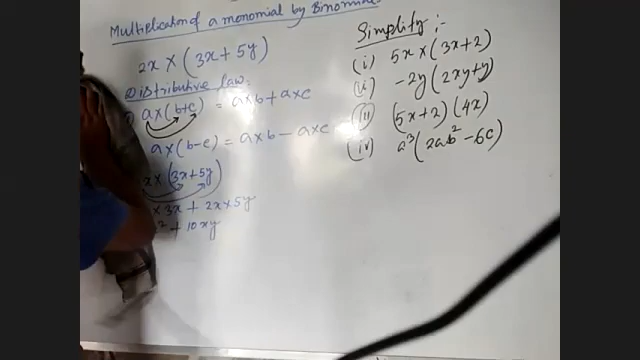 Multiplication of a monomial by Binomial
2x × (3x + 5y)
Distributive law:
a × (b+c) = a×b + a×c
a × (b-c) = a×b - a×c
x × (3x + 5y)
× 3x + 2x × 5y
² + 10xy
Simplify :-
(i) 5x × (3x + 2)
(ii) -2y (2xy + y)
(iii) (5x + 2) (4x)
(iv) a³ (2ab² - 6c)